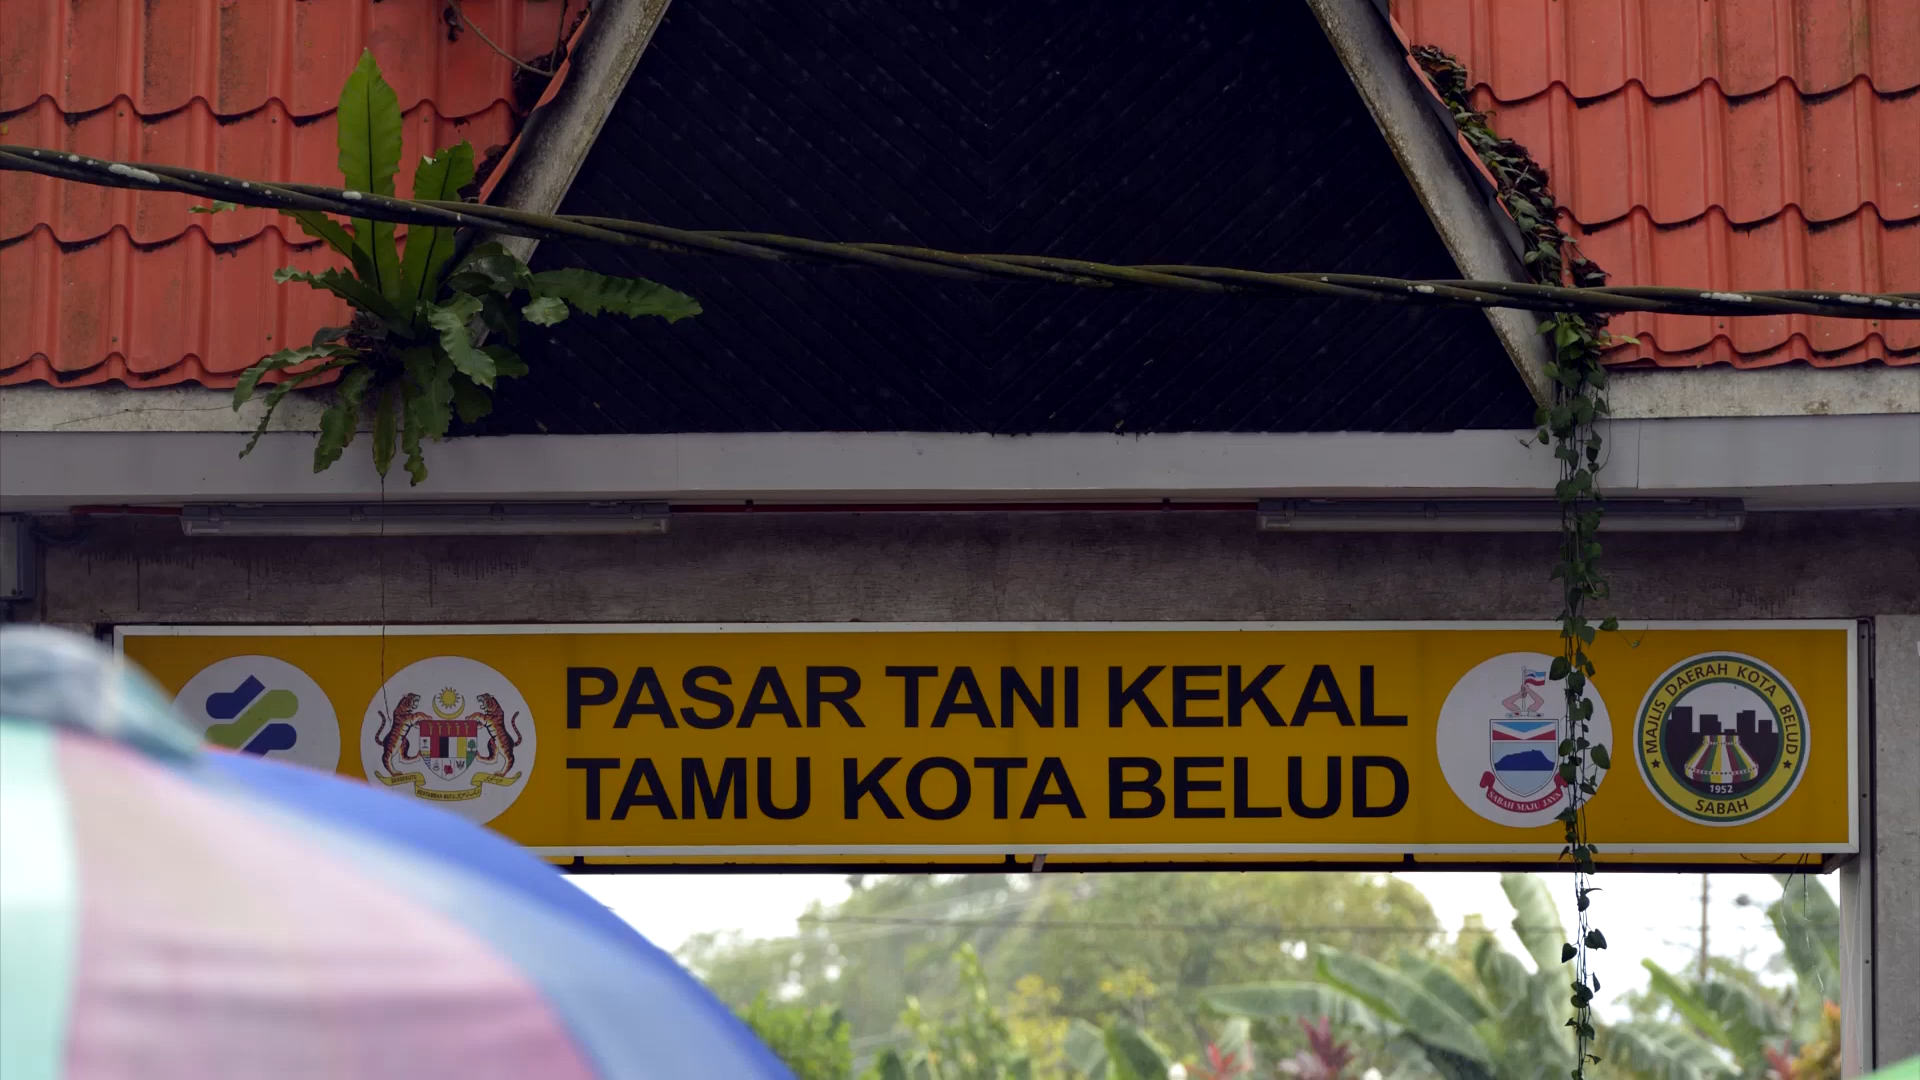 PASAR TANI KEKAL
TAMU KOTA BELUD
SABAH MAJU JAYA
MAJLIS DAERAH KOTA BELUD
1952
SABAH